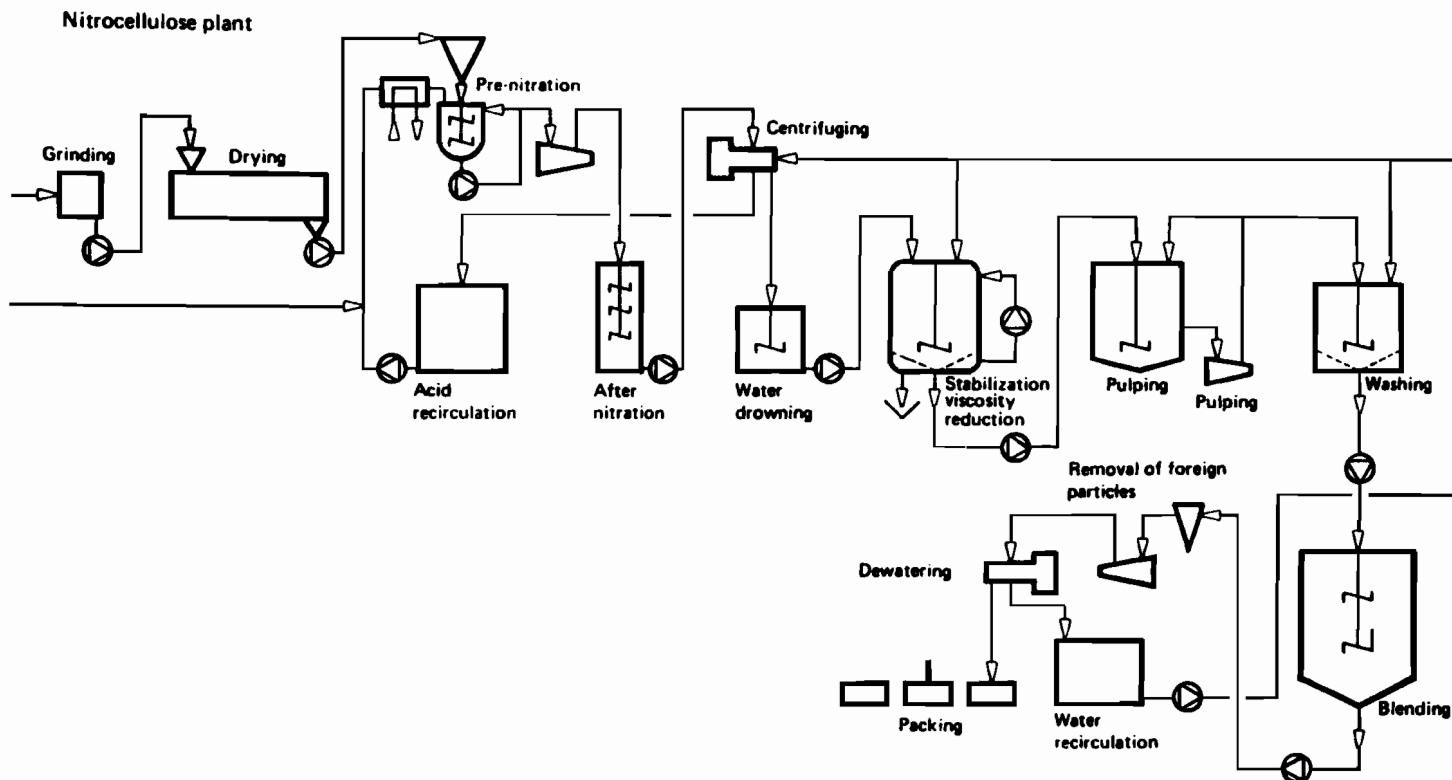 Nitrocellulose plant
Pre-nitration
Centrifuging
Grinding
Drying
Acid
recirculation
After
nitration
Water
drowning
Stabilization
viscosity
reduction
Pulping
Pulping
Washing
Removal of foreign
particles
Dewatering
Packing
Water
recirculation
Blending